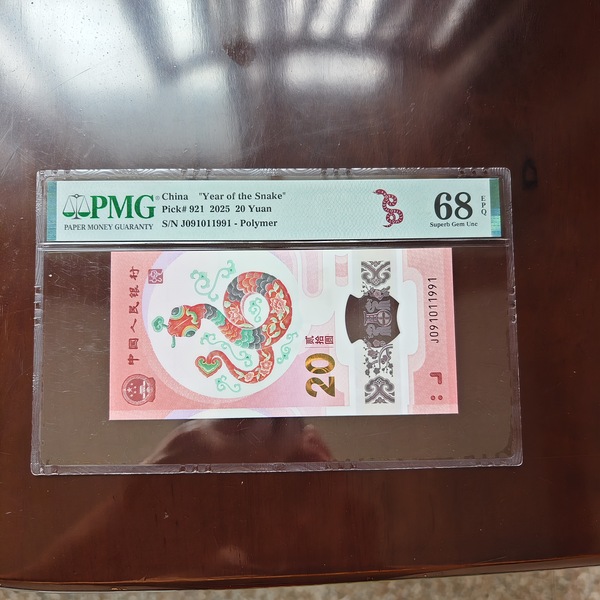 PMG
PAPER MONEY GUARANTY
China "Year of the Snake"
Pick# 921 2025 20 Yuan
S/N J091011991 - Polymer
68
EPQ
Superb Gem Unc
中国人民银行
贰拾圆
20
J091011991